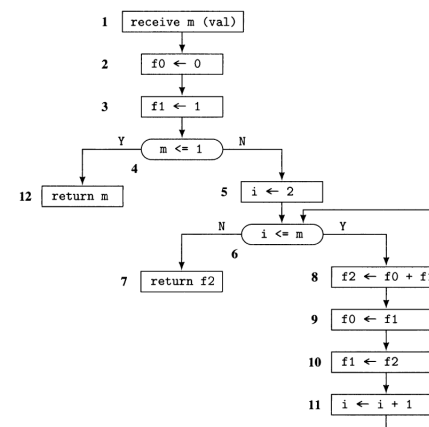 1 receive m (val)
2 f0 ← 0
3 f1 ← 1
Y m <= 1 N
4
12 return m
5 i ← 2
N i <= m Y
6
7 return f2
8 f2 ← f0 +
9 f0 ← f1
10 f1 ← f2
11 i ← i + 1